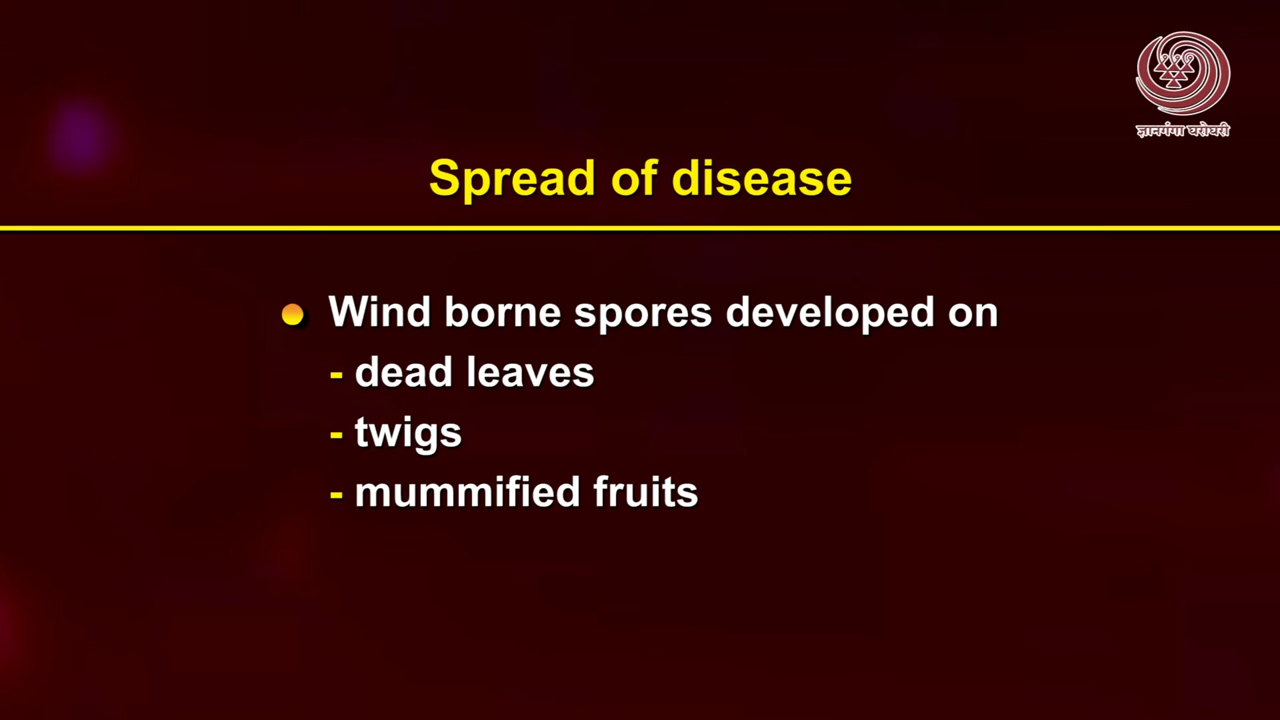 ज्ञानगंगा घरोघरी
Spread of disease
Wind borne spores developed on
- dead leaves
- twigs
- mummified fruits